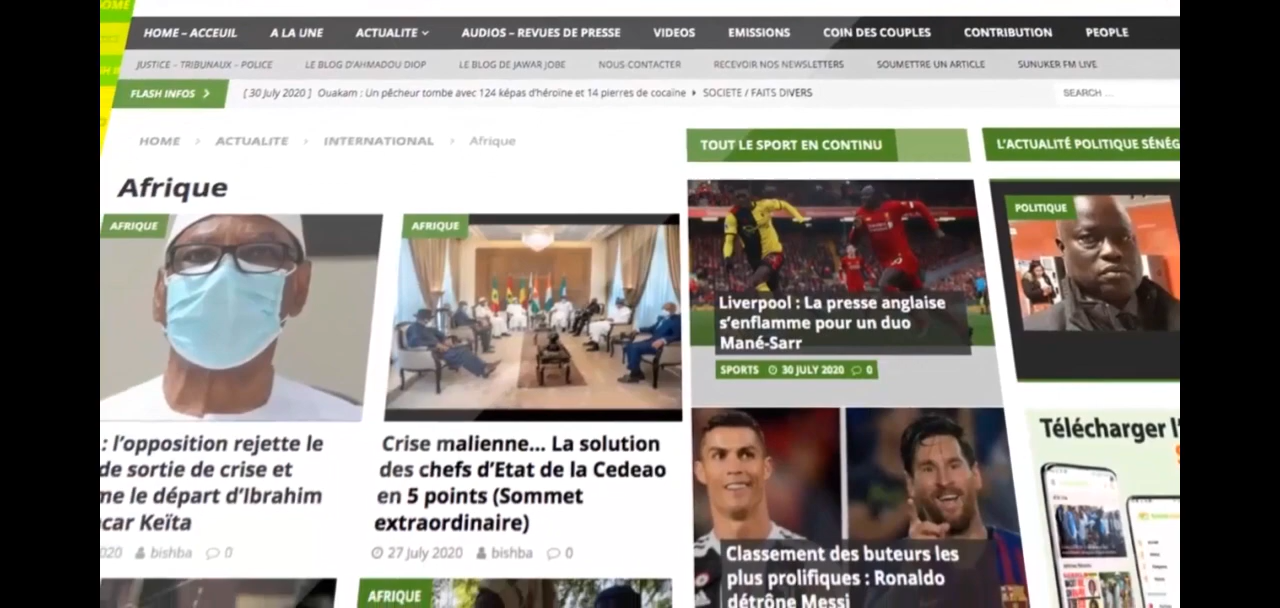 HOME – ACCEUIL A LA UNE ACTUALITE AUDIOS – REVUES DE PRESSE VIDEOS EMISSIONS COIN DES COUPLES CONTRIBUTION PEOPLE
JUSTICE – TRIBUNAUX – POLICE LE BLOG D'AHMADOU DIOP LE BLOG DE JAWAR JOBE NOUS CONTACTER RECEVOIR NOS NEWSLETTERS SOUMETTRE UN ARTICLE SUNUKER FM LIVE
FLASH INFOS [ 30 July 2020 ] Ouakam : Un pêcheur tombe avec 124 képas d'héroïne et 14 pierres de cocaïne SOCIETE / FAITS DIVERS SEARCH ...
HOME ACTUALITE INTERNATIONAL Afrique
Afrique
AFRIQUE
: l'opposition rejette le
de sortie de crise et
le départ d'Ibrahim
Keïta
020 bishba 0
AFRIQUE
Crise malienne... La solution
des chefs d'Etat de la Cedeao
en 5 points (Sommet
extraordinaire)
27 July 2020 bishba 0
AFRIQUE
TOUT LE SPORT EN CONTINU
Liverpool : La presse anglaise
s'enflamme pour un duo
Mané-Sarr
SPORTS 30 JULY 2020 0
Classement des buteurs les
plus prolifiques : Ronaldo
détrône Messi
L'ACTUALITÉ POLITIQUE SÉNÉG
POLITIQUE
Télécharger l'